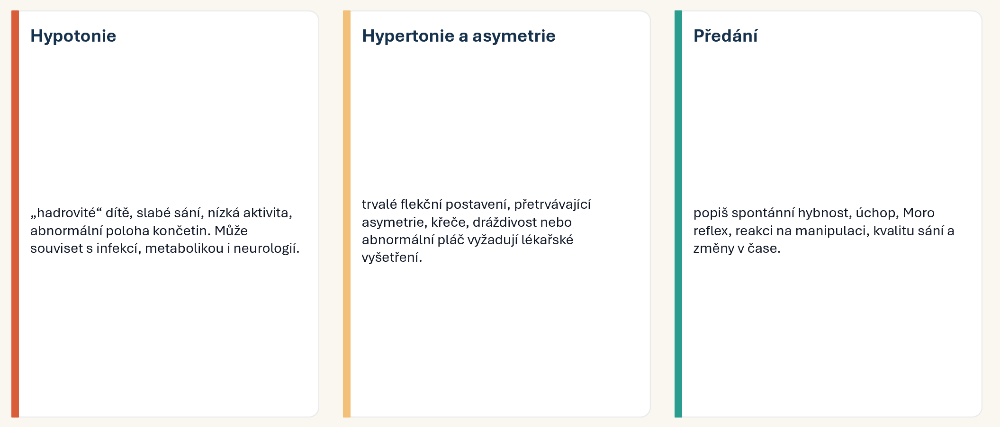 Hypotonie
„hadrovité“ dítě, slabé sání, nízká aktivita,
abnormální poloha končetin. Může
souviset s infekcí, metabolikou i neurologií.
Hypertonie a asymetrie
trvalé flekční postavení, přetrvávající
asymetrie, křeče, dráždivost nebo
abnormální pláč vyžadují lékařské
vyšetření.
Předání
popiš spontánní hybnost, úchop, Moro
reflex, reakci na manipulaci, kvalitu sání a
změny v čase.